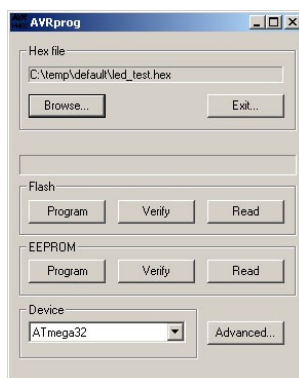 AVRprog
Hex file
C:\temp\default\led_test.hex
Browse... Exit...
Flash
Program Verify Read
EEPROM
Program Verify Read
Device
ATmega32 Advanced...